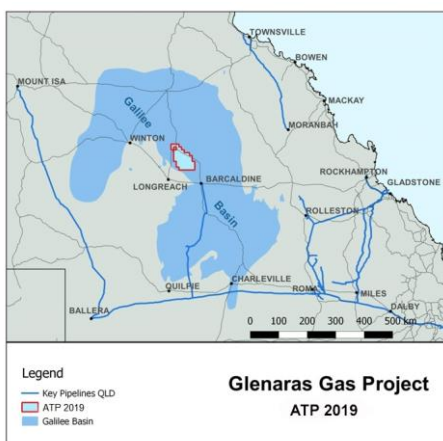 TOWNSVILLE
BOWEN
MOUNT ISA
MACKAY
Galilee
MORANBAH
WINTON
ROCKHAMPTON
GLADSTONE
BARCALDINE
LONGREACH
Basin
ROLLESTON
CHARLEVILLE
QUILPIE
ROMA
MILES
BALLERA
DALBY
0 100 200 300 400 500 km
Legend
Key Pipelines QLD
ATP 2019
Galilee Basin
Glenaras Gas Project
ATP 2019